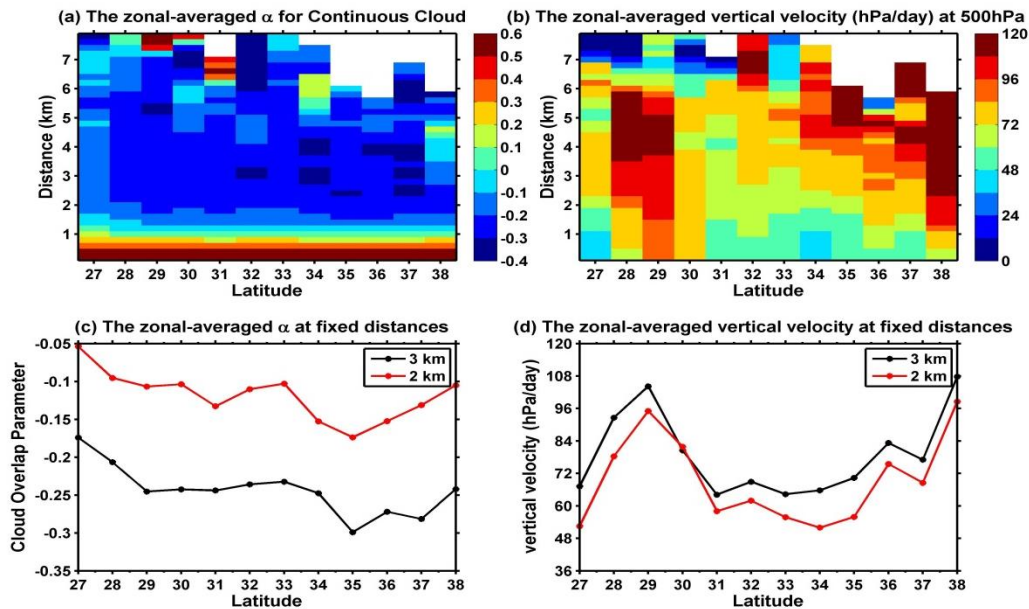 (a) The zonal-averaged α for Continuous Cloud
(b) The zonal-averaged vertical velocity (hPa/day) at 500hPa
Distance (km)
7
6
5
4
3
2
1
27 28 29 30 31 32 33 34 35 36 37 38
Latitude
0.6
0.5
0.4
0.3
0.2
0.1
0
-0.1
-0.2
-0.3
-0.4
Distance (km)
7
6
5
4
3
2
1
27 28 29 30 31 32 33 34 35 36 37 38
Latitude
120
96
72
48
24
0
(c) The zonal-averaged α at fixed distances
(d) The zonal-averaged vertical velocity at fixed distances
Cloud Overlap Parameter
-0.05
-0.1
-0.15
-0.2
-0.25
-0.3
-0.35
3 km
2 km
27 28 29 30 31 32 33 34 35 36 37 38
Latitude
vertical velocity (hPa/day)
120
108
96
84
72
60
48
36
3 km
2 km
27 28 29 30 31 32 33 34 35 36 37 38
Latitude